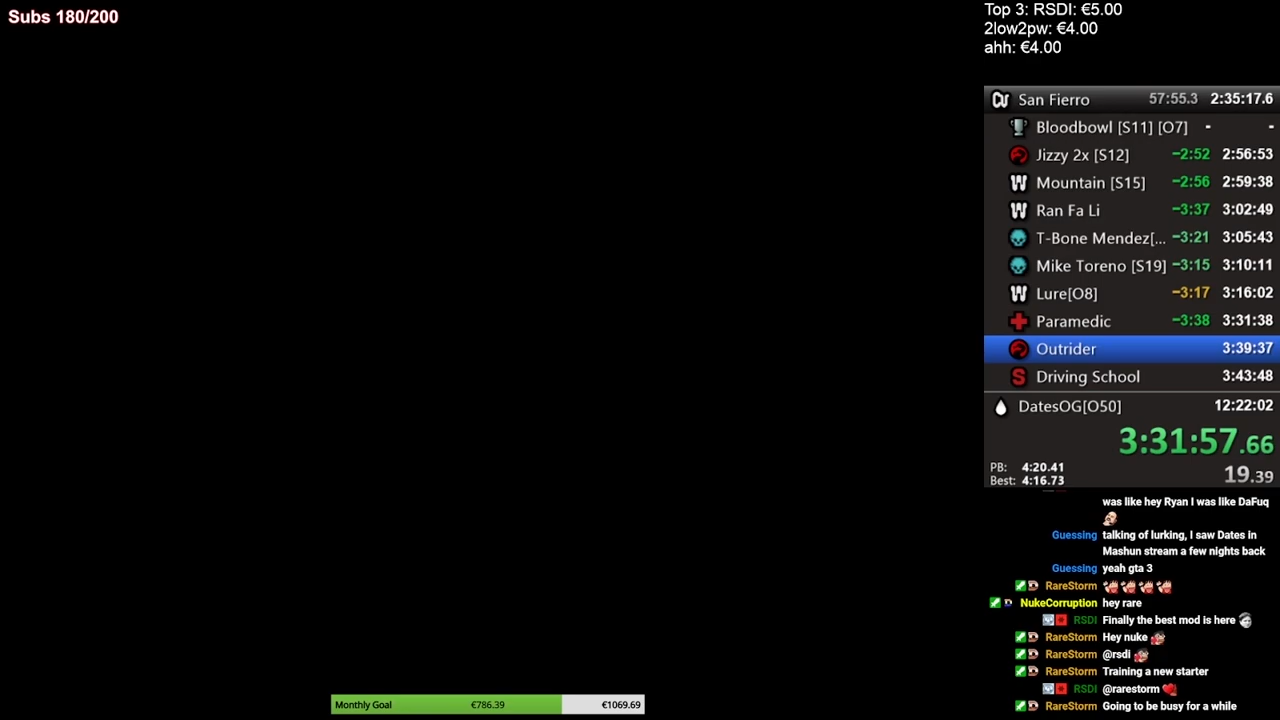 Subs 180/200
Top 3: RSDI: €5.00
2low2pw: €4.00
ahh: €4.00
San Fierro 57:55.3 2:35:17.6
Bloodbowl [S11] [O7] - -
Jizzy 2x [S12] −2:52 2:56:53
Mountain [S15] −2:56 2:59:38
Ran Fa Li −3:37 3:02:49
T-Bone Mendez[... −3:21 3:05:43
Mike Toreno [S19] −3:15 3:10:11
Lure[O8] −3:17 3:16:02
Paramedic −3:38 3:31:38
Outrider 3:39:37
Driving School 3:43:48
DatesOG[O50] 12:22:02
3:31:57.66
PB: 4:20.41
Best: 4:16.73
19.39
was like hey Ryan I was like DaFuq
Guessing talking of lurking, I saw Dates in
Mashun stream a few nights back
Guessing yeah gta 3
RareStorm
NukeCorruption hey rare
RSDI Finally the best mod is here
RareStorm Hey nuke
RareStorm @rsdi
RareStorm Training a new starter
RSDI @rarestorm
RareStorm Going to be busy for a while
Monthly Goal €786.39 €1069.69